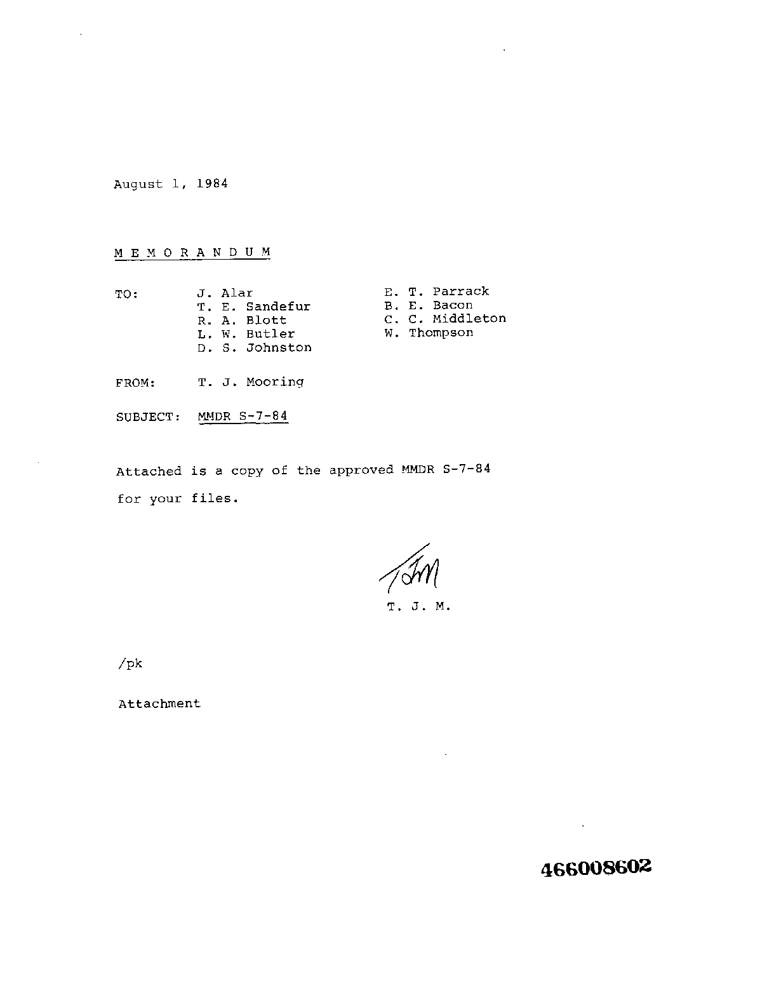 August 1, 1984
M E M O R A N D U M
TO: J. Alar E. T. Parrack
T. E. Sandefur B. E. Bacon
R. A. Blott C. C. Middleton
L. W. Butler W. Thompson
D. S. Johnston
FROM: T. J. Mooring
SUBJECT: MMDR S-7-84
Attached is a copy of the approved MMDR S-7-84
for your files.
TJM
T. J. M.
/pk
Attachment
466008602